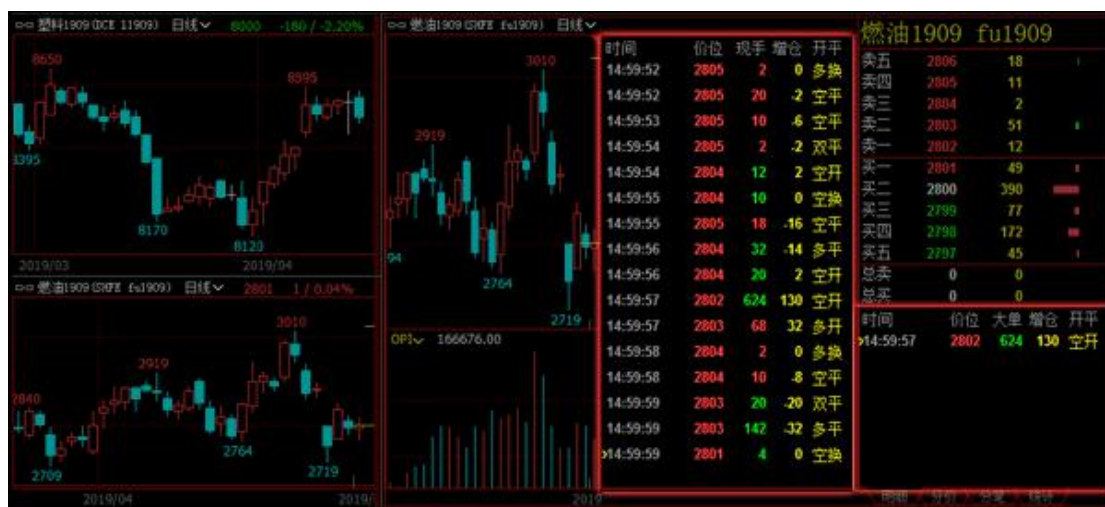 塑料1909(DCE l1909) 日线 8000 -180/-2.20%
8650
8595
8395
8170
8120
2019/03 2019/04
燃油1909(SHFE fu1909) 日线 2801 1/0.04%
3010
2919
2840
2764
2719
2709
2019/04 2019/
燃油1909(SHFE fu1909) 日线
3010
2919
94
2764
2719
OPI 166676.00
2019
时间 价位 现手 增仓 开平
14:59:52 2805 2 0 多换
14:59:52 2805 20 -2 空平
14:59:53 2805 10 -6 空平
14:59:54 2805 2 -2 双平
14:59:54 2804 12 2 空开
14:59:55 2804 10 0 空换
14:59:55 2805 18 -16 空平
14:59:56 2804 32 -14 多平
14:59:56 2804 20 2 空开
14:59:57 2802 624 130 空开
14:59:57 2803 68 32 多开
14:59:58 2804 2 0 多换
14:59:58 2804 10 -8 空平
14:59:59 2803 20 -20 双平
14:59:59 2803 142 -32 多平
14:59:59 2801 4 0 空换
燃油1909 fu1909
卖五 2806 18
卖四 2805 11
卖三 2804 2
卖二 2803 51
卖一 2802 12
买一 2801 49
买二 2800 390
买三 2799 77
买四 2798 172
买五 2797 45
总卖 0 0
总买 0 0
时间 价位 大单 增仓 开平
14:59:57 2802 624 130 空开
明细 分价 分笔